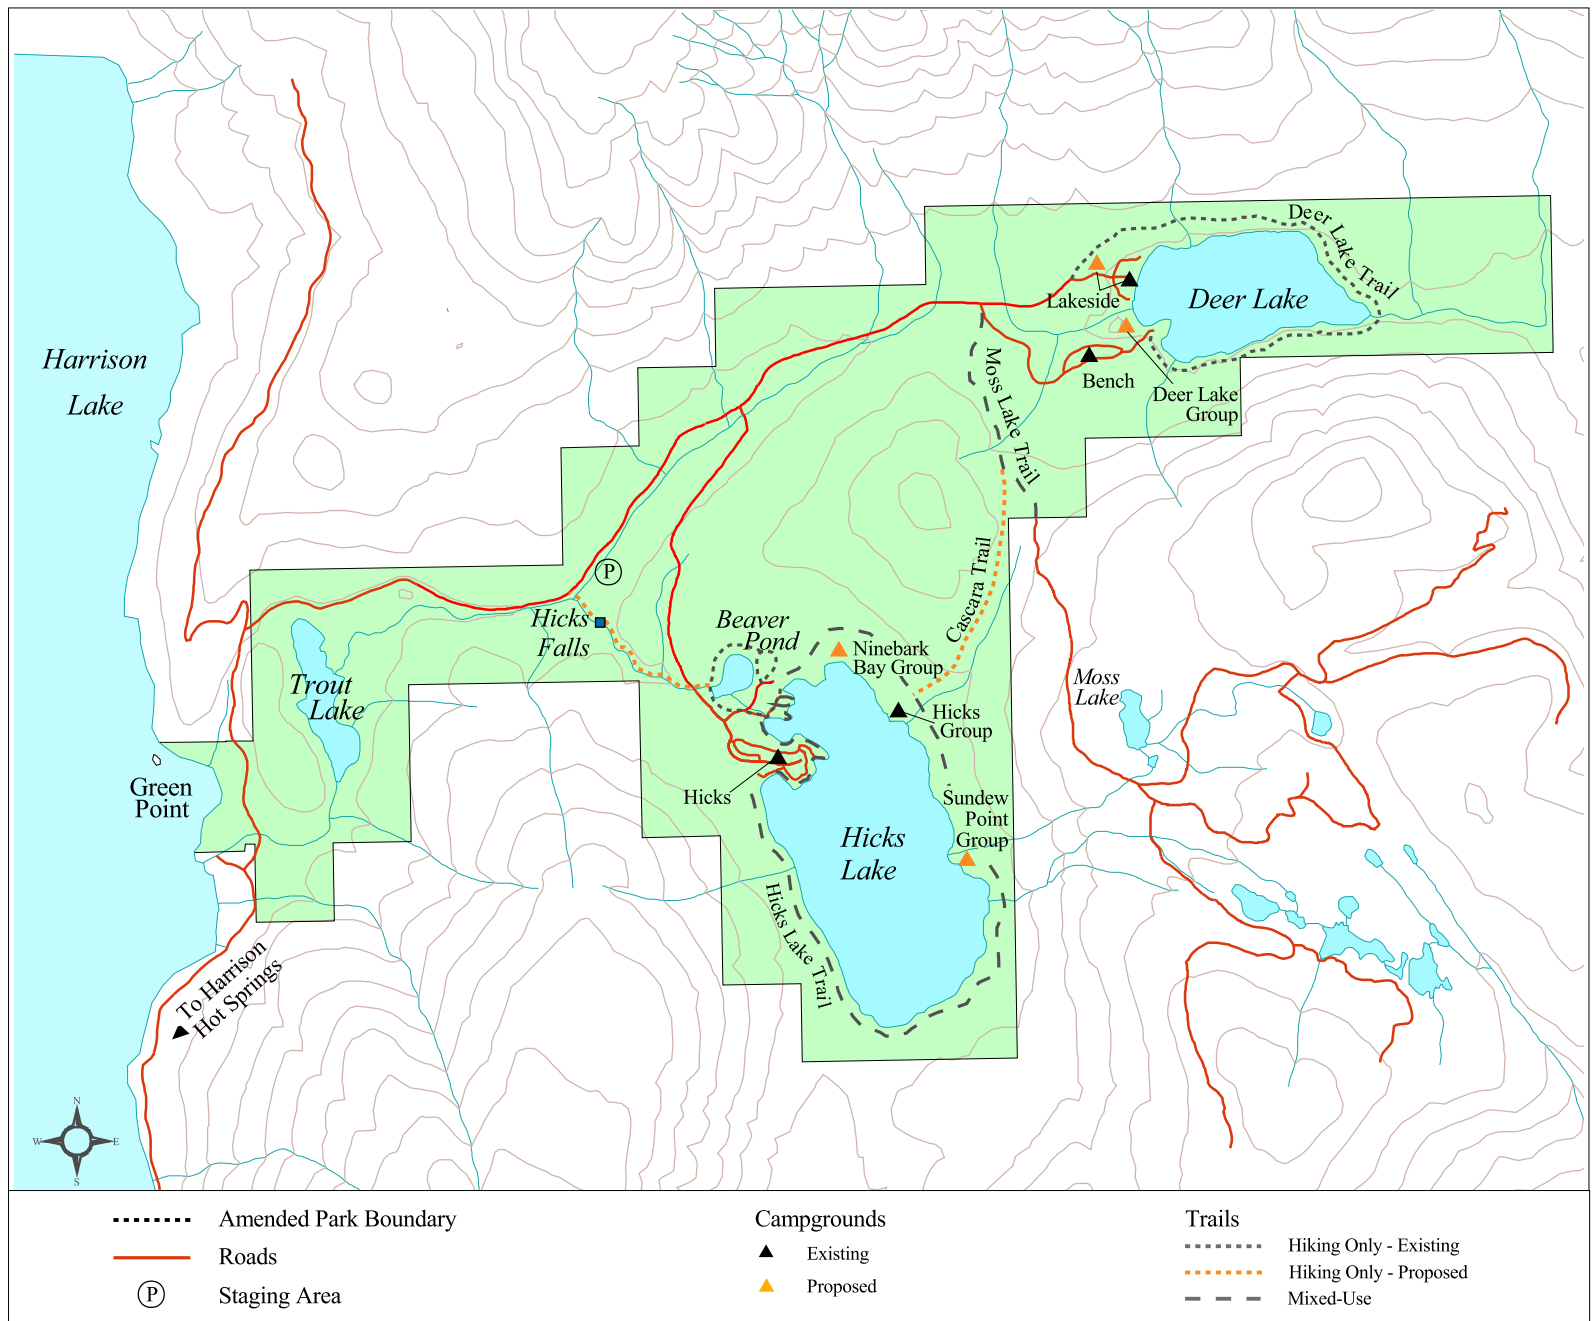 Deer
Lake Trail
Deer Lake
Lakeside
Harrison
Lake
Moss Lake Trail
Bench
Deer Lake
Group
P
Cascara Trail
Hicks
Falls
Beaver
Pond
Ninebark
Bay Group
Trout
Lake
Moss
Lake
Hicks
Group
Green
Point
Hicks
Sundew
Point
Group
Hicks
Lake
Hicks Lake Trail
To Harrison
Hot Springs
N
W
E
S
Amended Park Boundary
Roads
P
Staging Area
Campgrounds
Existing
Proposed
Trails
Hiking Only - Existing
Hiking Only - Proposed
Mixed-Use